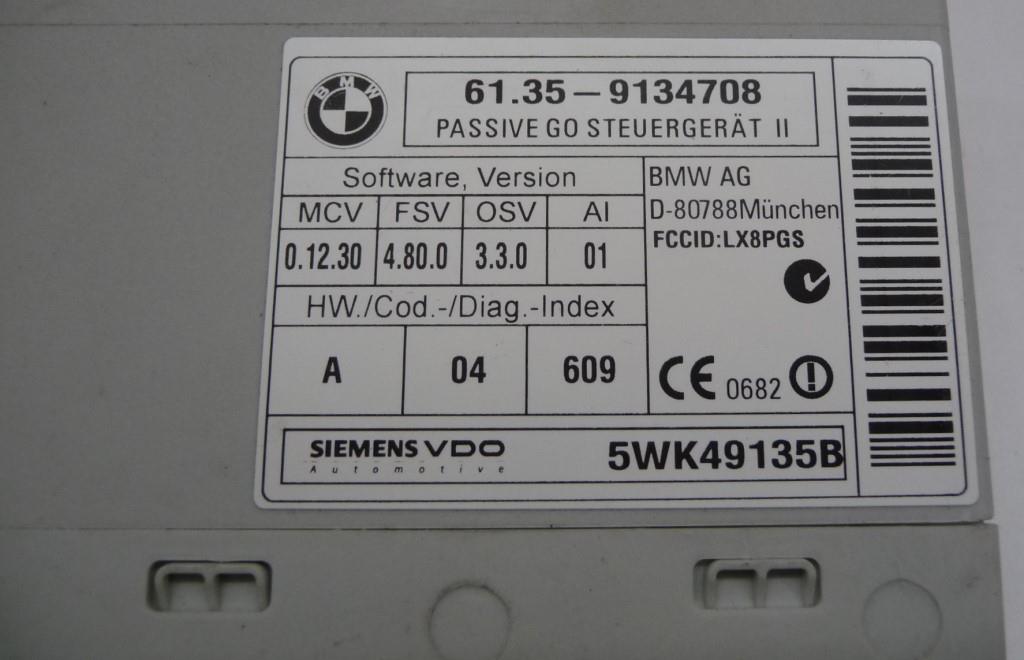 BMW
61.35 – 9134708
PASSIVE GO STEUERGERÄT II
Software, Version
MCV FSV OSV AI
0.12.30 4.80.0 3.3.0 01
HW./Cod.-/Diag.-Index
A 04 609
BMW AG
D-80788München
FCCID:LX8PGS
CE 0682
SIEMENS VDO
Automotive
5WK49135B